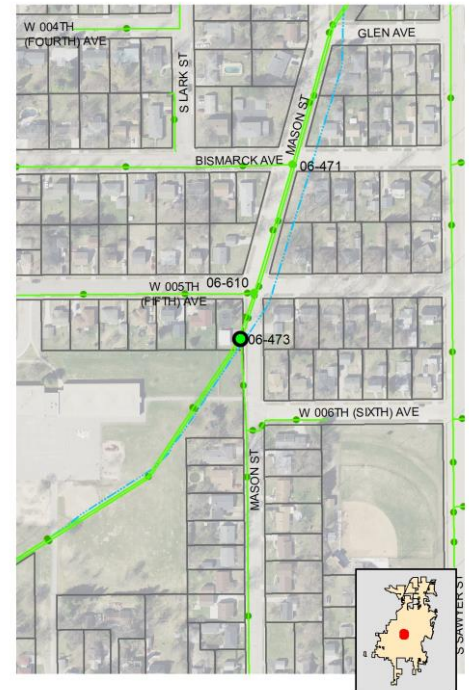 W 004TH
(FOURTH) AVE
GLEN AVE
S LARK ST
MASON ST
BISMARCK AVE
06-471
06-610
W 005TH
(FIFTH) AVE
06-473
W 006TH (SIXTH) AVE
MASON ST
S SAWYER ST